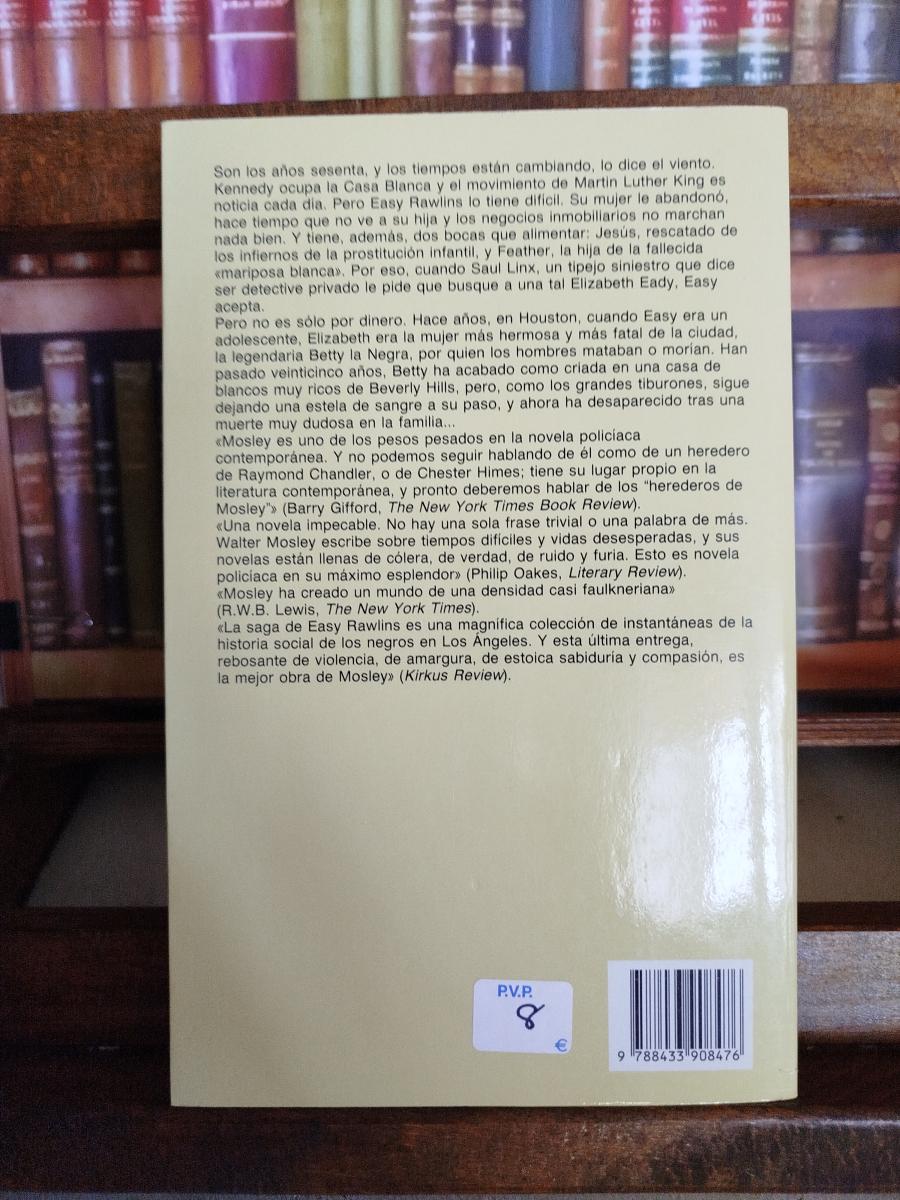 Son los años sesenta, y los tiempos están cambiando, lo dice el viento.
Kennedy ocupa la Casa Blanca y el movimiento de Martin Luther King es
noticia cada día. Pero Easy Rawlins lo tiene difícil. Su mujer le abandonó,
hace tiempo que no ve a su hija y los negocios inmobiliarios no marchan
nada bien. Y tiene, además, dos bocas que alimentar: Jesús, rescatado de
los infiernos de la prostitución infantil, y Feather, la hija de la fallecida
«mariposa blanca». Por eso, cuando Saul Linx, un tipejo siniestro que dice
ser detective privado le pide que busque a una tal Elizabeth Eady, Easy
acepta.
Pero no es sólo por dinero. Hace años, en Houston, cuando Easy era un
adolescente, Elizabeth era la mujer más hermosa y más fatal de la ciudad,
la legendaria Betty la Negra, por quien los hombres mataban o morían. Han
pasado veinticinco años, Betty ha acabado como criada en una casa de
blancos muy ricos de Beverly Hills, pero, como los grandes tiburones, sigue
dejando una estela de sangre a su paso, y ahora ha desaparecido tras una
muerte muy dudosa en la familia...
«Mosley es uno de los pesos pesados en la novela policíaca
contemporánea. Y no podemos seguir hablando de él como de un heredero
de Raymond Chandler, o de Chester Himes; tiene su lugar propio en la
literatura contemporánea, y pronto deberemos hablar de los "herederos de
Mosley"» (Barry Gifford, The New York Times Book Review).
«Una novela impecable. No hay una sola frase trivial o una palabra de más.
Walter Mosley escribe sobre tiempos difíciles y vidas desesperadas, y sus
novelas están llenas de cólera, de verdad, de ruido y furia. Esto es novela
policíaca en su máximo esplendor» (Philip Oakes, Literary Review).
«Mosley ha creado un mundo de una densidad casi faulkneriana»
(R.W.B. Lewis, The New York Times).
«La saga de Easy Rawlins es una magnífica colección de instantáneas de la
historia social de los negros en Los Ángeles. Y esta última entrega,
rebosante de violencia, de amargura, de estoica sabiduría y compasión, es
la mejor obra de Mosley» (Kirkus Review).
P.V.P.
8
€
9 788433 908476